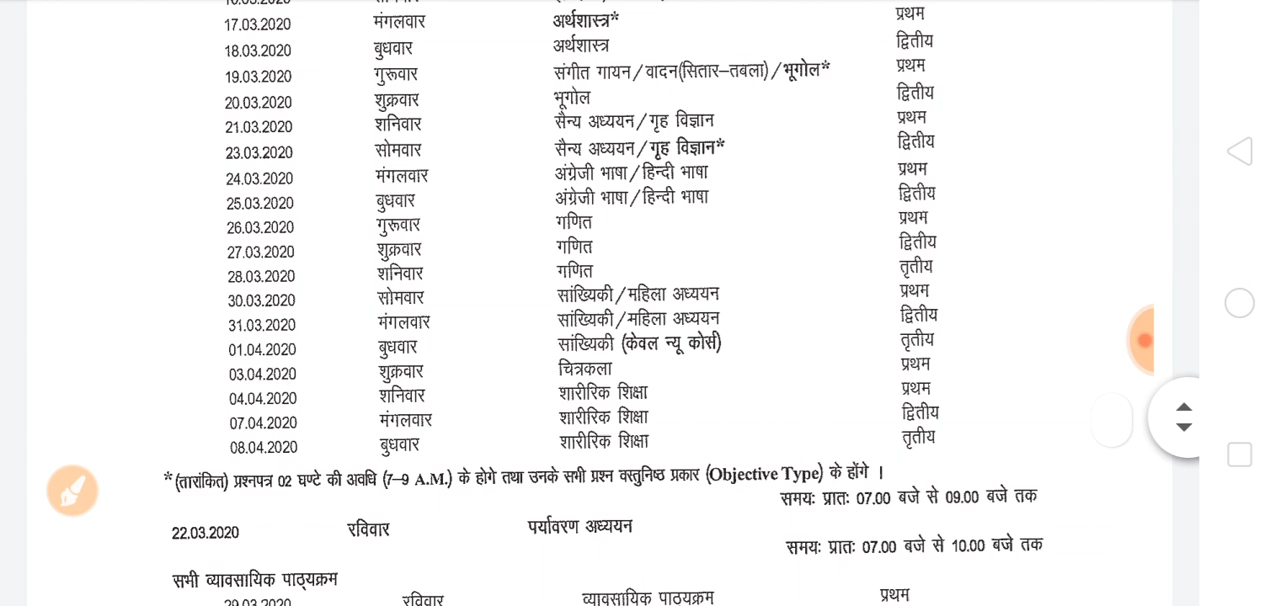 17.03.2020 मंगलवार अर्थशास्त्र* प्रथम
18.03.2020 बुधवार अर्थशास्त्र द्वितीय
19.03.2020 गुरूवार संगीत गायन/वादन(सितार–तबला)/भूगोल* प्रथम
20.03.2020 शुक्रवार भूगोल द्वितीय
21.03.2020 शनिवार सैन्य अध्ययन/गृह विज्ञान प्रथम
23.03.2020 सोमवार सैन्य अध्ययन/गृह विज्ञान* द्वितीय
24.03.2020 मंगलवार अंग्रेजी भाषा/हिन्दी भाषा प्रथम
25.03.2020 बुधवार अंग्रेजी भाषा/हिन्दी भाषा द्वितीय
26.03.2020 गुरूवार गणित प्रथम
27.03.2020 शुक्रवार गणित द्वितीय
28.03.2020 शनिवार गणित तृतीय
30.03.2020 सोमवार सांख्यिकी/महिला अध्ययन प्रथम
31.03.2020 मंगलवार सांख्यिकी/महिला अध्ययन द्वितीय
01.04.2020 बुधवार सांख्यिकी (केवल न्यू कोर्स) तृतीय
03.04.2020 शुक्रवार चित्रकला प्रथम
04.04.2020 शनिवार शारीरिक शिक्षा प्रथम
07.04.2020 मंगलवार शारीरिक शिक्षा द्वितीय
08.04.2020 बुधवार शारीरिक शिक्षा तृतीय
*(तारांकित) प्रश्नपत्र 02 घण्टे की अवधि (7–9 A.M.) के होगे तथा उनके सभी प्रश्न वस्तुनिष्ठ प्रकार (Objective Type) के होंगे ।
समयः प्रातः 07.00 बजे से 09.00 बजे तक
22.03.2020 रविवार पर्यावरण अध्ययन
समयः प्रातः 07.00 बजे से 10.00 बजे तक
सभी व्यावसायिक पाठ्यक्रम
29.03.2020 रविवार व्यावसायिक पाठयक्रम प्रथम